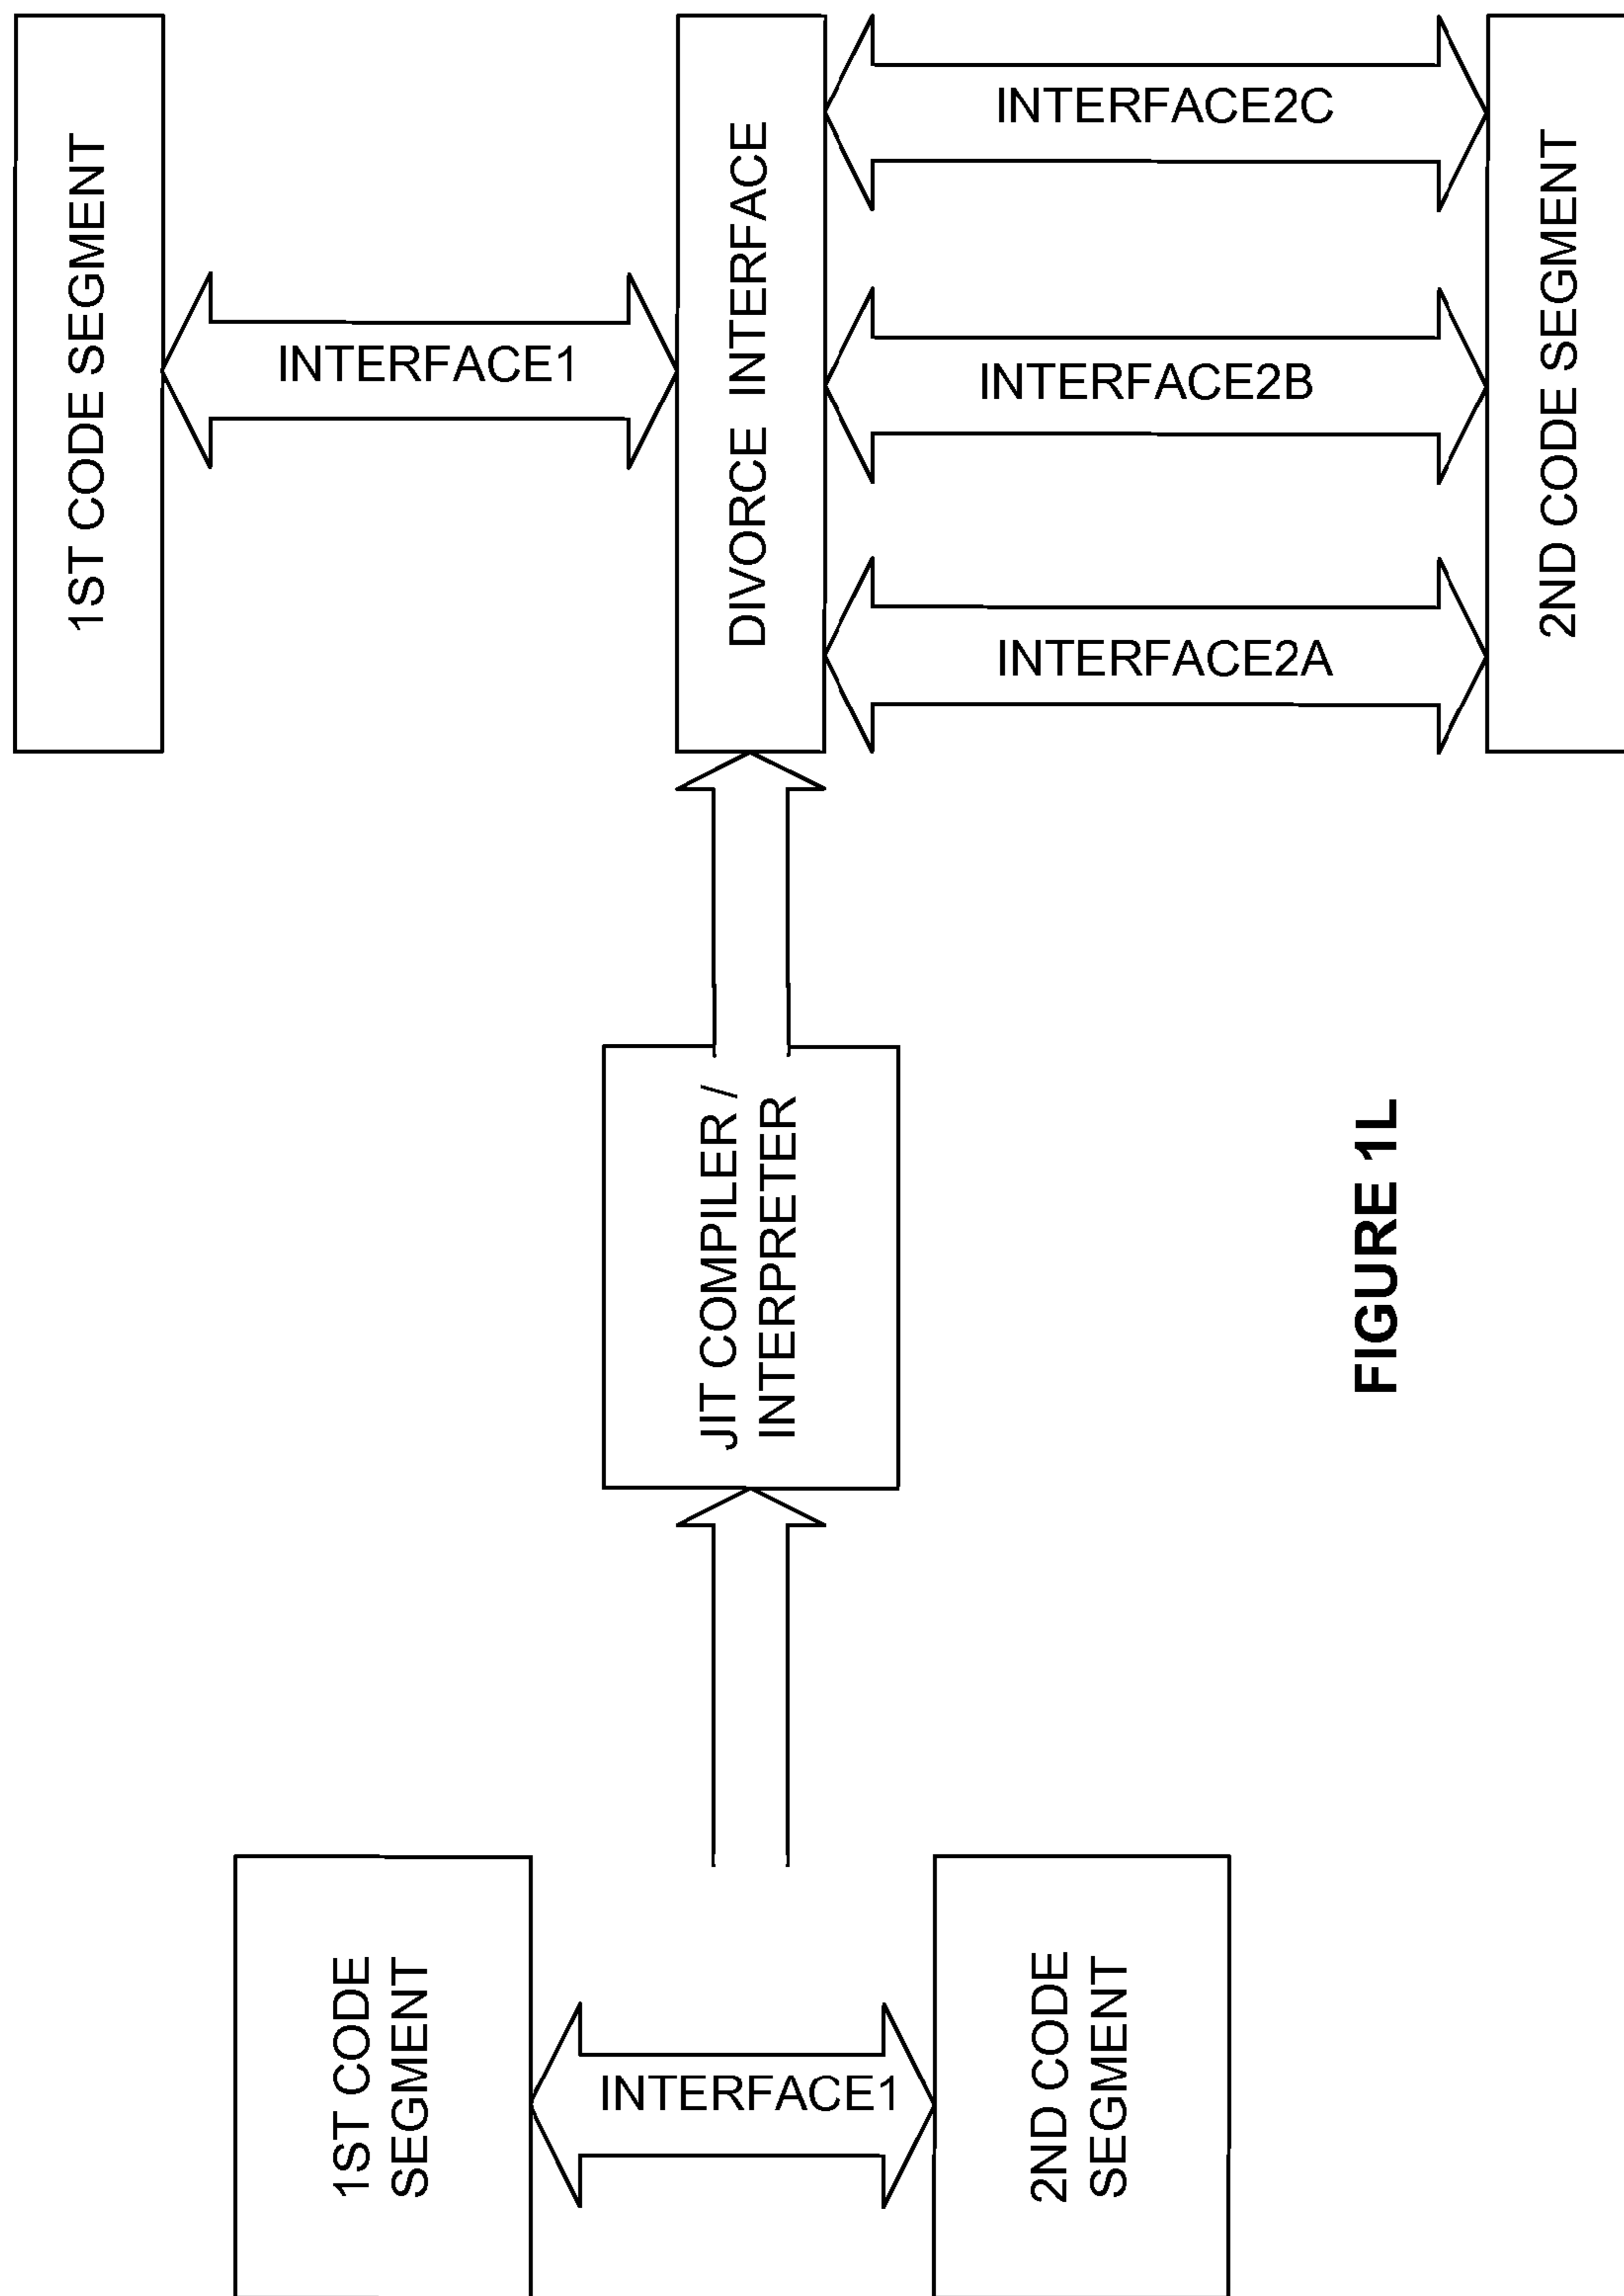 1ST CODE
SEGMENT
INTERFACE1
2ND CODE
SEGMENT
JIT COMPILER /
INTERPRETER
1ST CODE SEGMENT
INTERFACE1
DIVORCE INTERFACE
INTERFACE2A
INTERFACE2B
INTERFACE2C
2ND CODE SEGMENT
FIGURE 1L